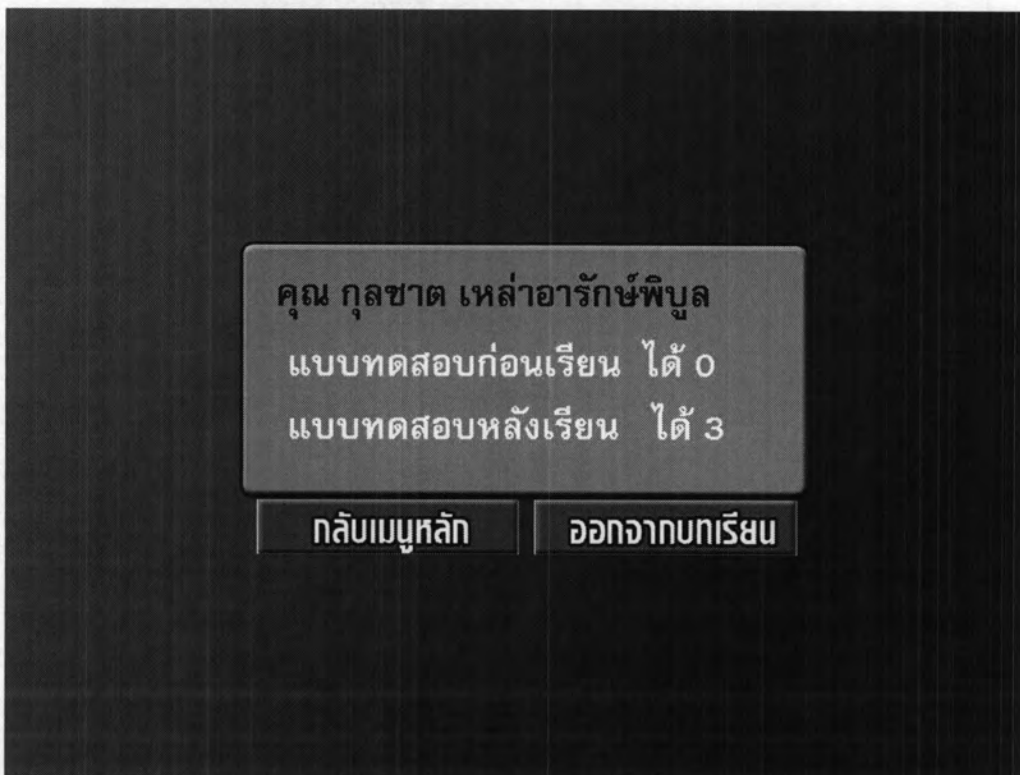 คุณ กุลชาต เหล่าอารักษ์พิบูล
แบบทดสอบก่อนเรียน ได้ 0
แบบทดสอบหลังเรียน ได้ 3
กลับเมนูหลัก
ออกจากบทเรียน